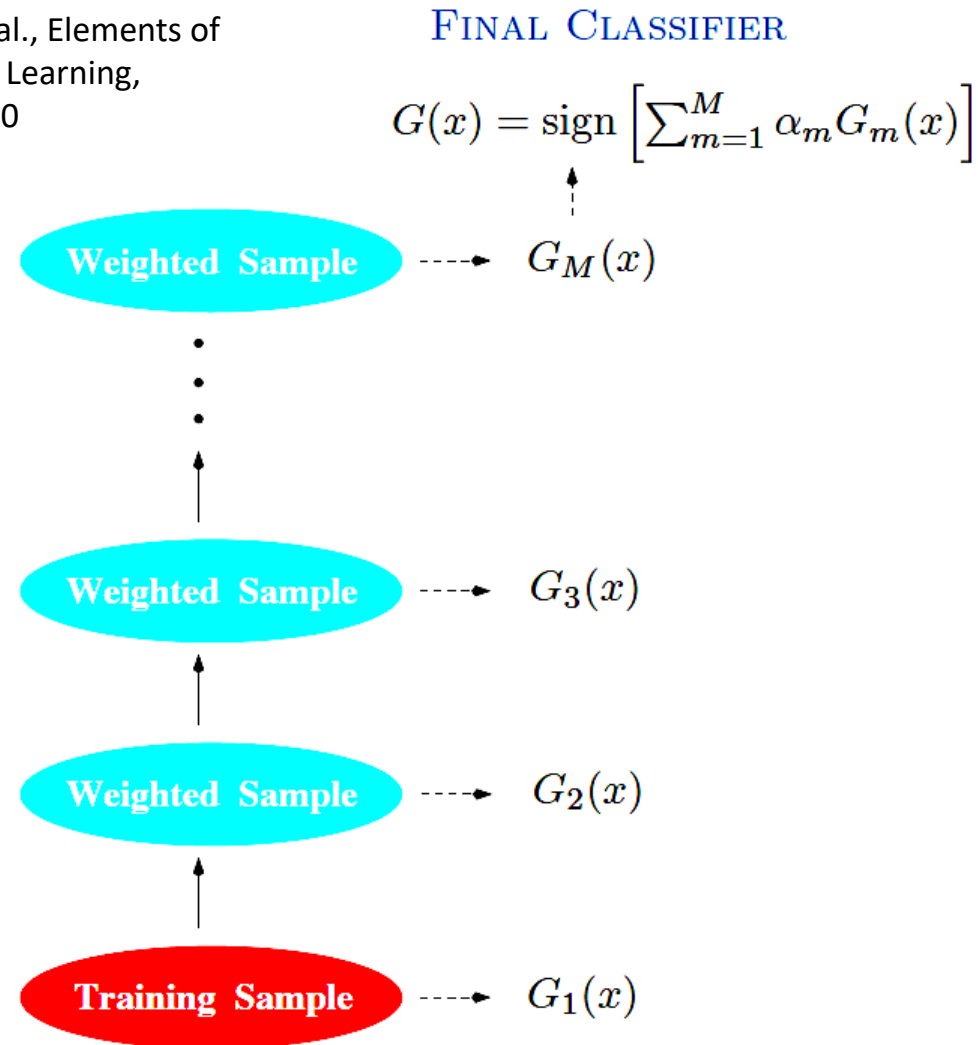 al., Elements of
Learning,
0
FINAL CLASSIFIER
G(x) = sign [∑_{m=1}^{M} α_m G_m(x)]
Weighted Sample G_M(x)
Weighted Sample G_3(x)
Weighted Sample G_2(x)
Training Sample G_1(x)